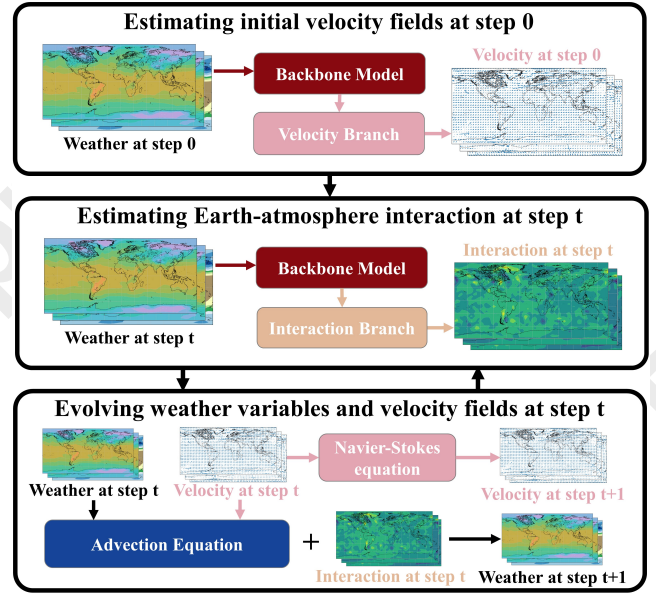 Estimating initial velocity fields at step 0
Velocity at step 0
Backbone Model
Velocity Branch
Weather at step 0
Estimating Earth-atmosphere interaction at step t
Interaction at step t
Backbone Model
Interaction Branch
Weather at step t
Evolving weather variables and velocity fields at step t
Navier-Stokes
equation
Weather at step t
Velocity at step t
Velocity at step t+1
Advection Equation
+
Interaction at step t
Weather at step t+1